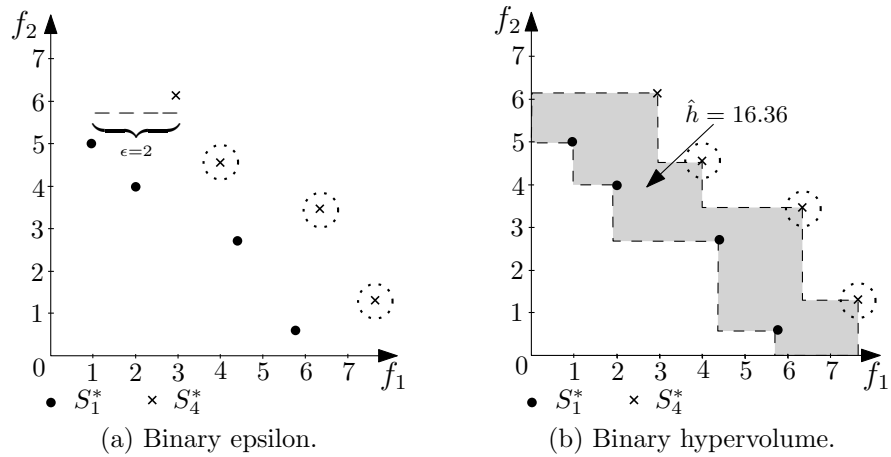 f₂
7
6
5
4
3
2
1
0
1 2 3 4 5 6 7
f₁
ϵ=2
S₁* S₄*
(a) Binary epsilon.
f₂
7
6
5
4
3
2
1
0
1 2 3 4 5 6 7
f₁
ĥ = 16.36
S₁* S₄*
(b) Binary hypervolume.